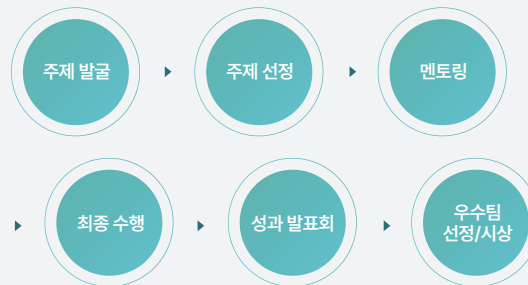 주제 발굴
주제 선정
멘토링
최종 수행
성과 발표회
우수팀
선정/시상